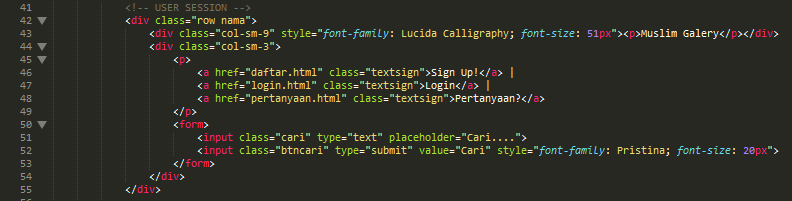 41 <!-- USER SESSION -->
42 <div class="row nama">
43 <div class="col-sm-9" style="font-family: Lucida Calligraphy; font-size: 51px"><p>Muslim Galery</p></div>
44 <div class="col-sm-3">
45 <p>
46 <a href="daftar.html" class="textsign">Sign Up!</a> |
47 <a href="login.html" class="textsign">Login</a> |
48 <a href="pertanyaan.html" class="textsign">Pertanyaan?</a>
49 </p>
50 <form>
51 <input class="cari" type="text" placeholder="Cari....">
52 <input class="btncari" type="submit" value="Cari" style="font-family: Pristina; font-size: 20px">
53 </form>
54 </div>
55 </div>
56